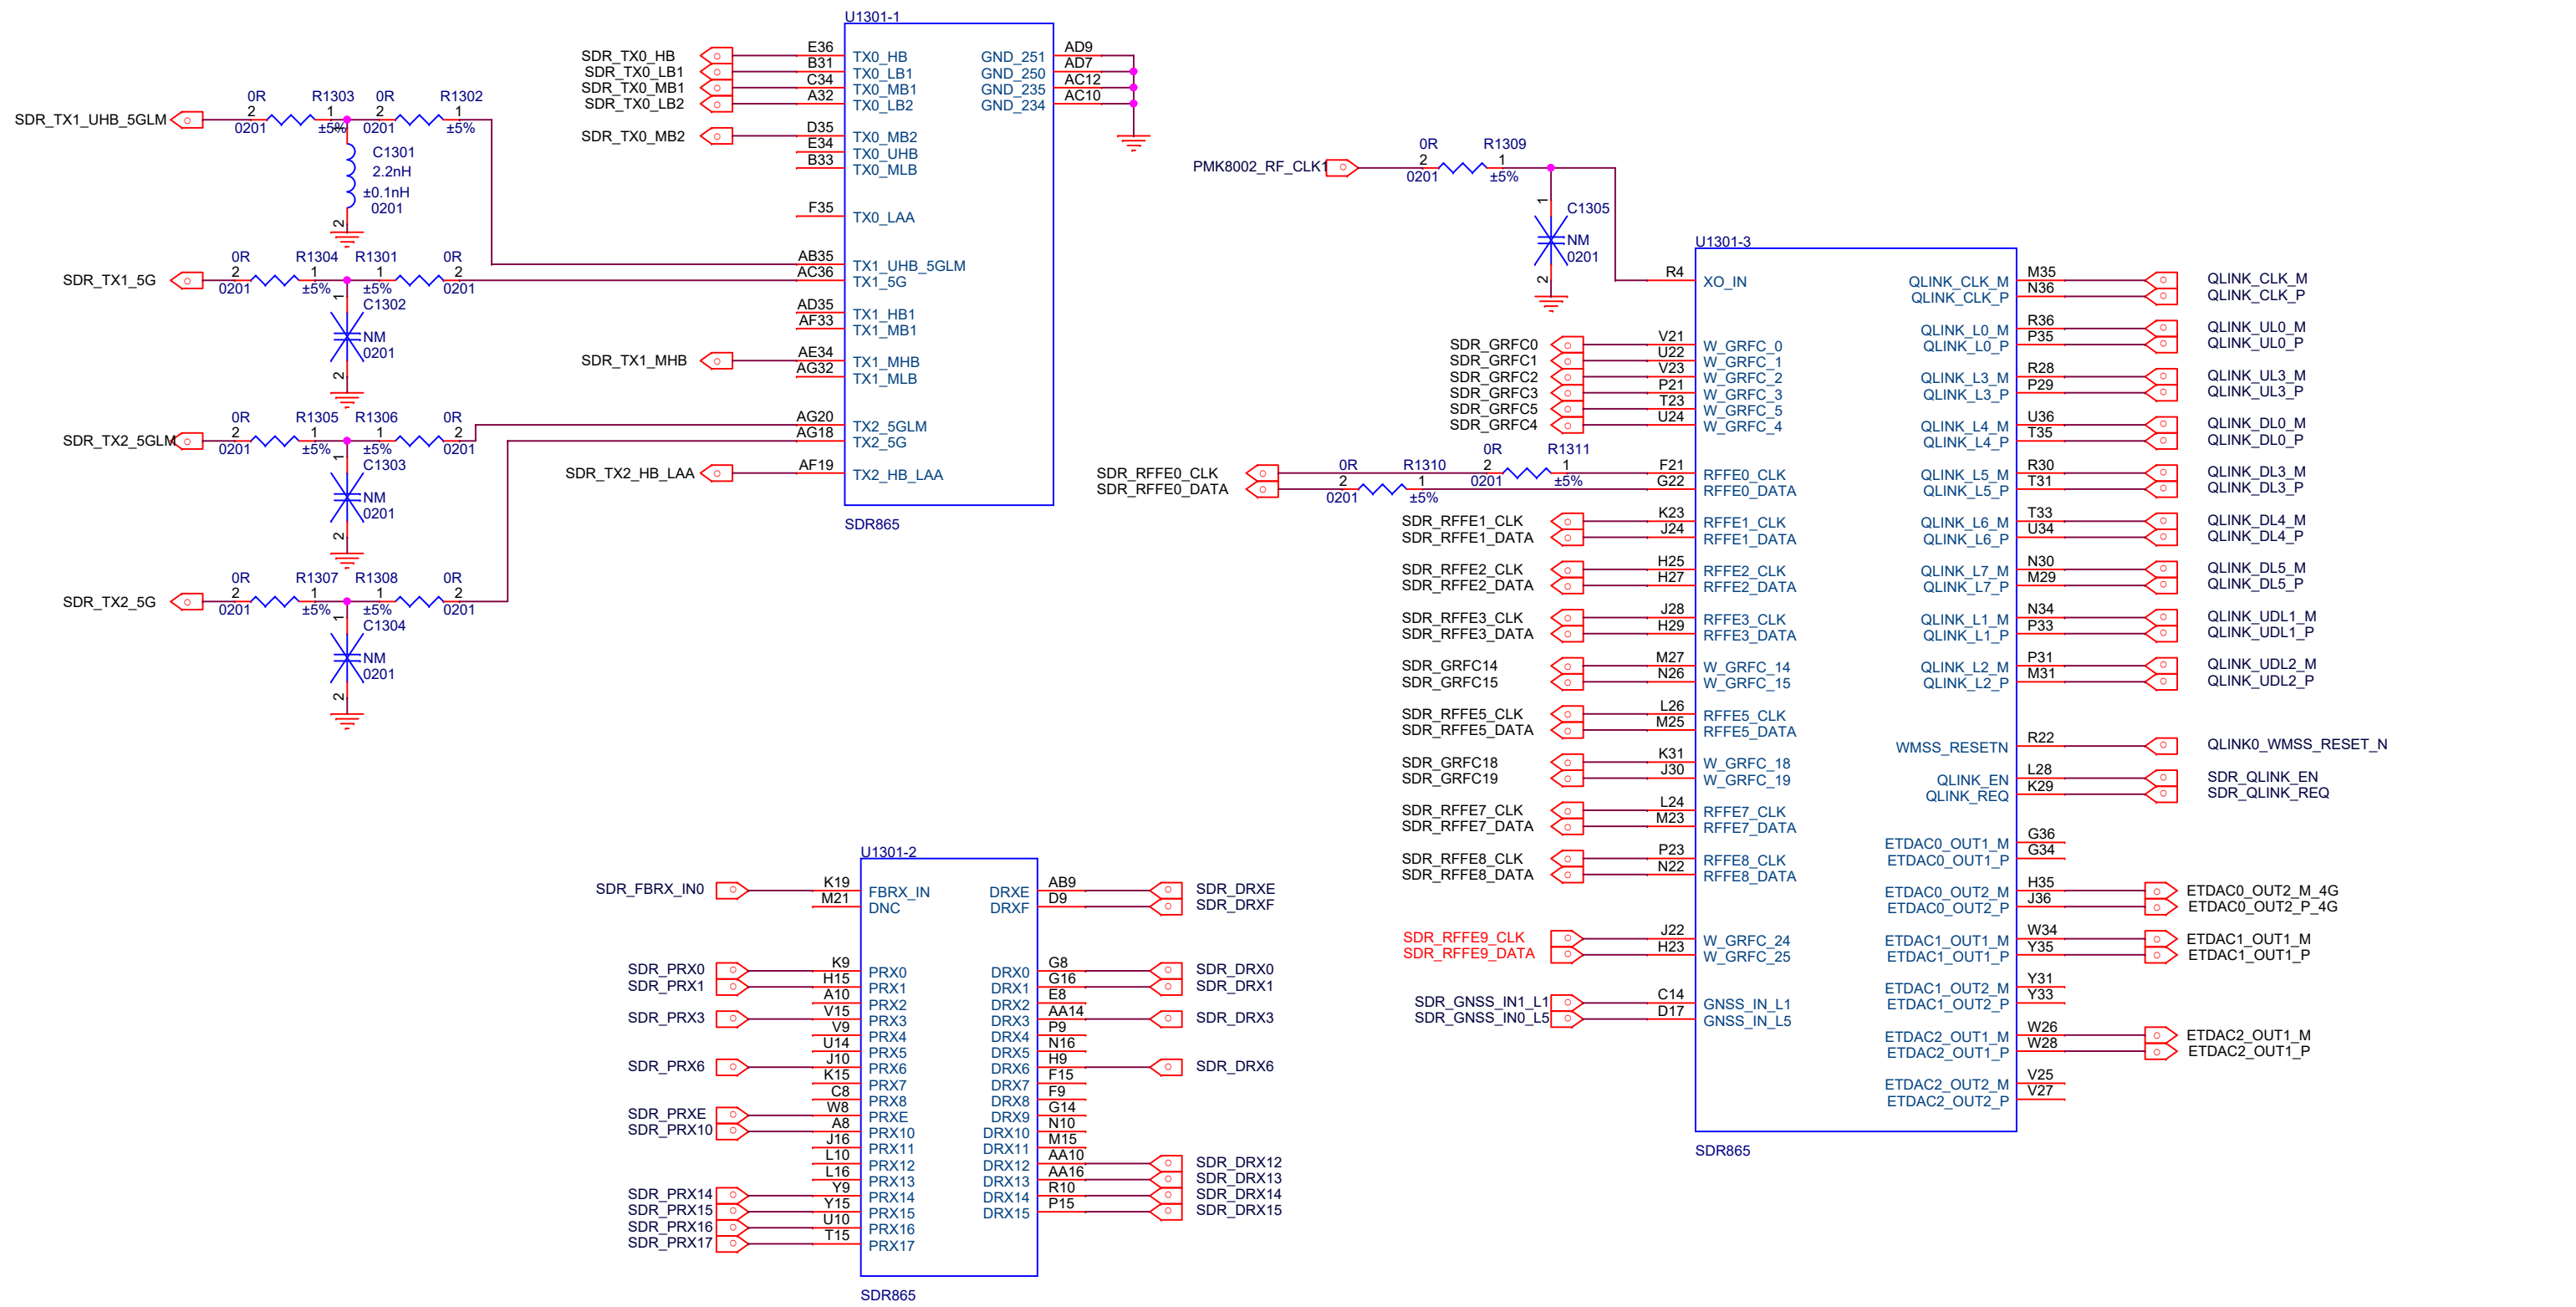 U1301-1
SDR_TX0_HB E36 TX0_HB GND_251 AD9
SDR_TX0_LB1 B31 TX0_LB1 GND_250 AD7
SDR_TX0_MB1 C34 TX0_MB1 GND_235 AC12
SDR_TX0_LB2 A32 TX0_LB2 GND_234 AC10
SDR_TX0_MB2 D35 TX0_MB2
E34 TX0_UHB
B33 TX0_MLB
F35 TX0_LAA
AB35 TX1_UHB_5GLM
AC36 TX1_5G
AD35 TX1_HB1
AF33 TX1_MB1
SDR_TX1_MHB AE34 TX1_MHB
AG32 TX1_MLB
AG20 TX2_5GLM
AG18 TX2_5G
SDR_TX2_HB_LAA AF19 TX2_HB_LAA
SDR865
0R R1303 0R R1302
SDR_TX1_UHB_5GLM 2 1 2 1
0201 ±5% 0201 ±5%
C1301
2.2nH
±0.1nH
0201
2
0R R1304 R1301 0R
SDR_TX1_5G 2 1 1 2
0201 ±5% ±5% 0201
1 C1302
NM
0201
2
0R R1305 R1306 0R
SDR_TX2_5GLM 2 1 1 2
0201 ±5% ±5% 0201
1 C1303
NM
0201
2
0R R1307 R1308 0R
SDR_TX2_5G 2 1 1 2
0201 ±5% ±5% 0201
1 C1304
NM
0201
2
U1301-2
SDR_FBRX_IN0 K19 FBRX_IN DRXE AB9 SDR_DRXE
M21 DNC DRXF D9 SDR_DRXF
SDR_PRX0 K9 PRX0 DRX0 G8 SDR_DRX0
SDR_PRX1 H15 PRX1 DRX1 G16 SDR_DRX1
A10 PRX2 DRX2 E8
SDR_PRX3 V15 PRX3 DRX3 AA14 SDR_DRX3
V9 PRX4 DRX4 P9
U14 PRX5 DRX5 N16
SDR_PRX6 J10 PRX6 DRX6 H9 SDR_DRX6
K15 PRX7 DRX7 F15
C8 PRX8 DRX8 F9
SDR_PRXE W8 PRXE DRX9 G14
SDR_PRX10 A8 PRX10 DRX10 N10
J16 PRX11 DRX11 M15
L10 PRX12 DRX12 AA10 SDR_DRX12
L16 PRX13 DRX13 AA16 SDR_DRX13
SDR_PRX14 Y9 PRX14 DRX14 R10 SDR_DRX14
SDR_PRX15 Y15 PRX15 DRX15 P15 SDR_DRX15
SDR_PRX16 U10 PRX16
SDR_PRX17 T15 PRX17
SDR865
0R R1309
PMK8002_RF_CLK1 2 1
0201 ±5%
1 C1305
NM
0201
2
U1301-3
R4 XO_IN QLINK_CLK_M M35 QLINK_CLK_M
QLINK_CLK_P N36 QLINK_CLK_P
QLINK_L0_M R36 QLINK_UL0_M
SDR_GRFC0 V21 W_GRFC_0 QLINK_L0_P P35 QLINK_UL0_P
SDR_GRFC1 U22 W_GRFC_1
SDR_GRFC2 V23 W_GRFC_2 QLINK_L3_M R28 QLINK_UL3_M
SDR_GRFC3 P21 W_GRFC_3 QLINK_L3_P P29 QLINK_UL3_P
SDR_GRFC5 T23 W_GRFC_5
SDR_GRFC4 U24 W_GRFC_4 QLINK_L4_M U36 QLINK_DL0_M
QLINK_L4_P T35 QLINK_DL0_P
0R R1310 0R R1311
SDR_RFFE0_CLK 2 1 F21 RFFE0_CLK QLINK_L5_M R30 QLINK_DL3_M
SDR_RFFE0_DATA 2 1 0201 ±5% G22 RFFE0_DATA QLINK_L5_P T31 QLINK_DL3_P
0201 ±5%
SDR_RFFE1_CLK K23 RFFE1_CLK QLINK_L6_M T33 QLINK_DL4_M
SDR_RFFE1_DATA J24 RFFE1_DATA QLINK_L6_P U34 QLINK_DL4_P
SDR_RFFE2_CLK H25 RFFE2_CLK QLINK_L7_M N30 QLINK_DL5_M
SDR_RFFE2_DATA H27 RFFE2_DATA QLINK_L7_P M29 QLINK_DL5_P
SDR_RFFE3_CLK J28 RFFE3_CLK QLINK_L1_M N34 QLINK_UDL1_M
SDR_RFFE3_DATA H29 RFFE3_DATA QLINK_L1_P P33 QLINK_UDL1_P
SDR_GRFC14 M27 W_GRFC_14 QLINK_L2_M P31 QLINK_UDL2_M
SDR_GRFC15 N26 W_GRFC_15 QLINK_L2_P M31 QLINK_UDL2_P
SDR_RFFE5_CLK L26 RFFE5_CLK
SDR_RFFE5_DATA M25 RFFE5_DATA
WMSS_RESETN R22 QLINK0_WMSS_RESET_N
SDR_GRFC18 K31 W_GRFC_18
SDR_GRFC19 J30 W_GRFC_19 QLINK_EN L28 SDR_QLINK_EN
QLINK_REQ K29 SDR_QLINK_REQ
SDR_RFFE7_CLK L24 RFFE7_CLK
SDR_RFFE7_DATA M23 RFFE7_DATA
ETDAC0_OUT1_M G36
SDR_RFFE8_CLK P23 RFFE8_CLK ETDAC0_OUT1_P G34
SDR_RFFE8_DATA N22 RFFE8_DATA
ETDAC0_OUT2_M H35 ETDAC0_OUT2_M_4G
ETDAC0_OUT2_P J36 ETDAC0_OUT2_P_4G
SDR_RFFE9_CLK J22 W_GRFC_24 ETDAC1_OUT1_M W34 ETDAC1_OUT1_M
SDR_RFFE9_DATA H23 W_GRFC_25 ETDAC1_OUT1_P Y35 ETDAC1_OUT1_P
ETDAC1_OUT2_M Y31
SDR_GNSS_IN1_L1 C14 GNSS_IN_L1 ETDAC1_OUT2_P Y33
SDR_GNSS_IN0_L5 D17 GNSS_IN_L5
ETDAC2_OUT1_M W26 ETDAC2_OUT1_M
ETDAC2_OUT1_P W28 ETDAC2_OUT1_P
ETDAC2_OUT2_M V25
ETDAC2_OUT2_P V27
SDR865